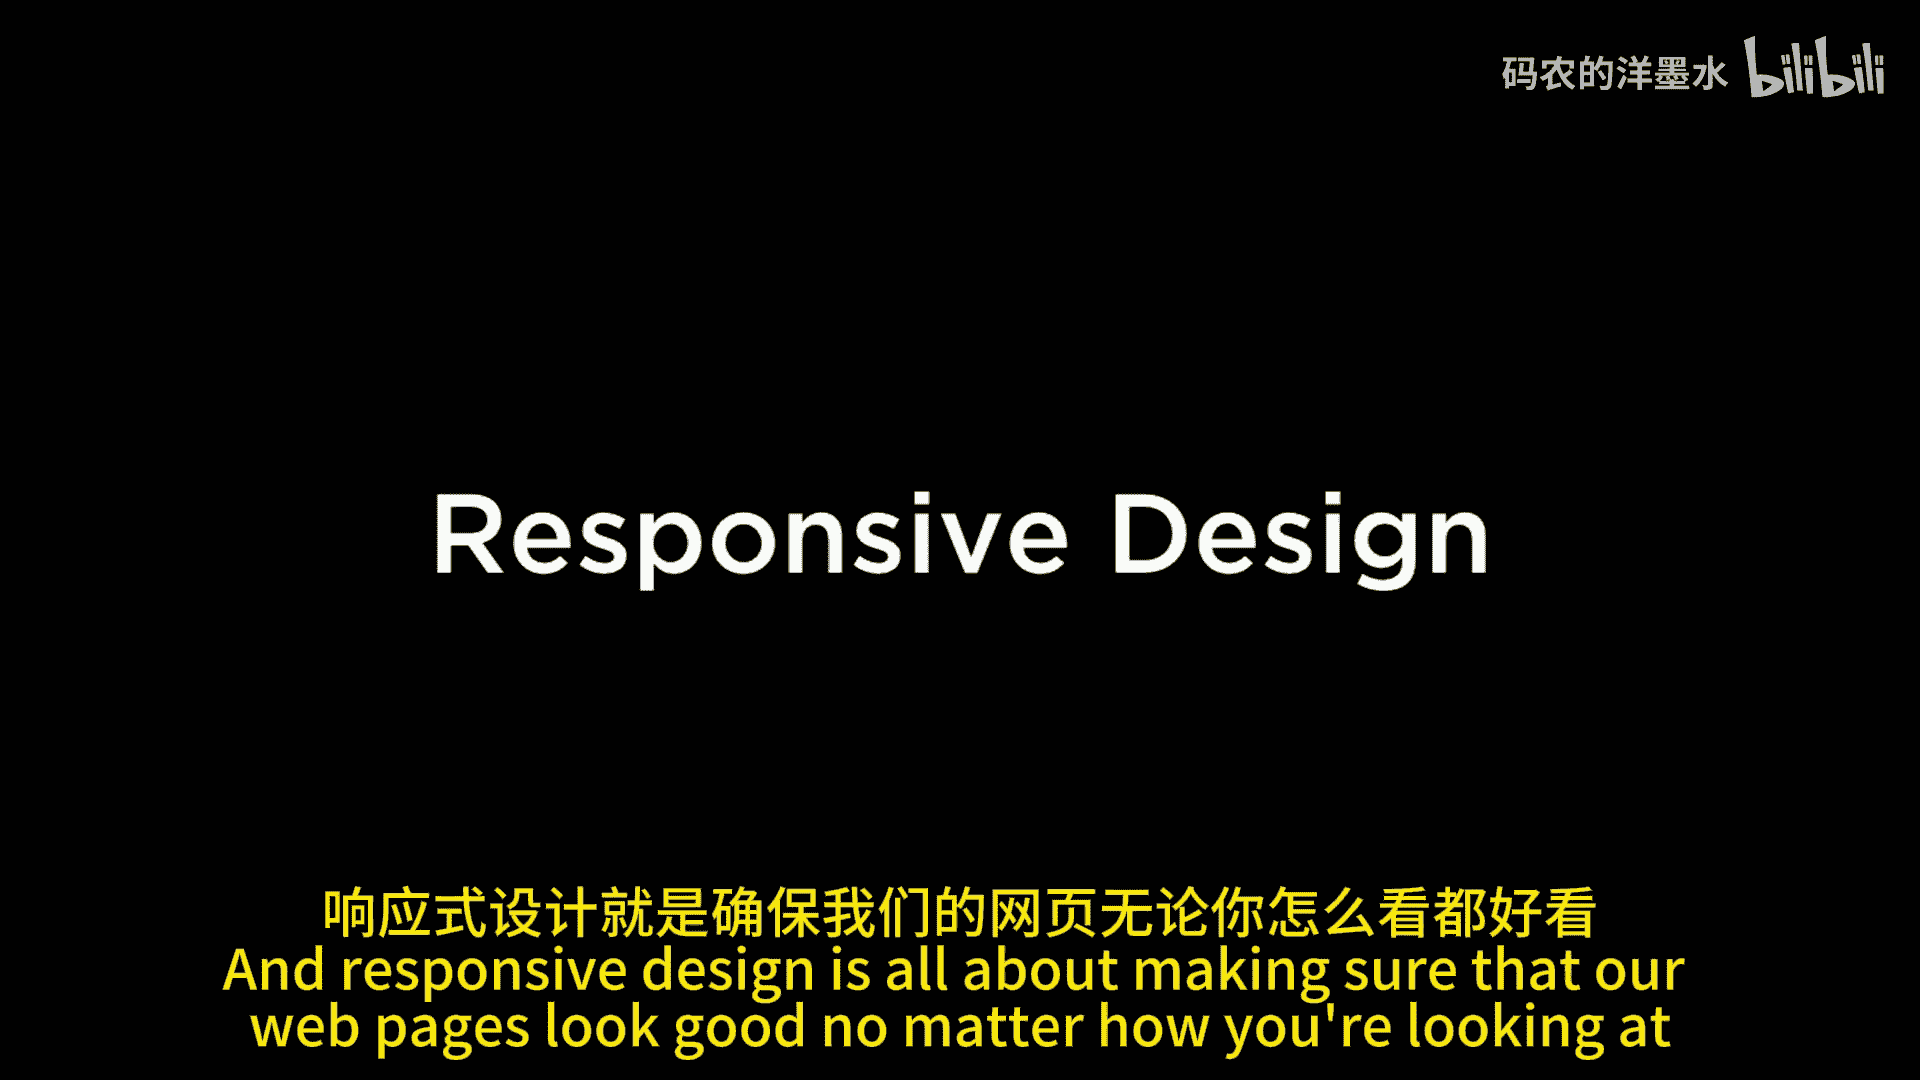 码农的洋墨水 bilibili
Responsive Design
响应式设计就是确保我们的网页无论你怎么看都好看
And responsive design is all about making sure that our
web pages look good no matter how you're looking at